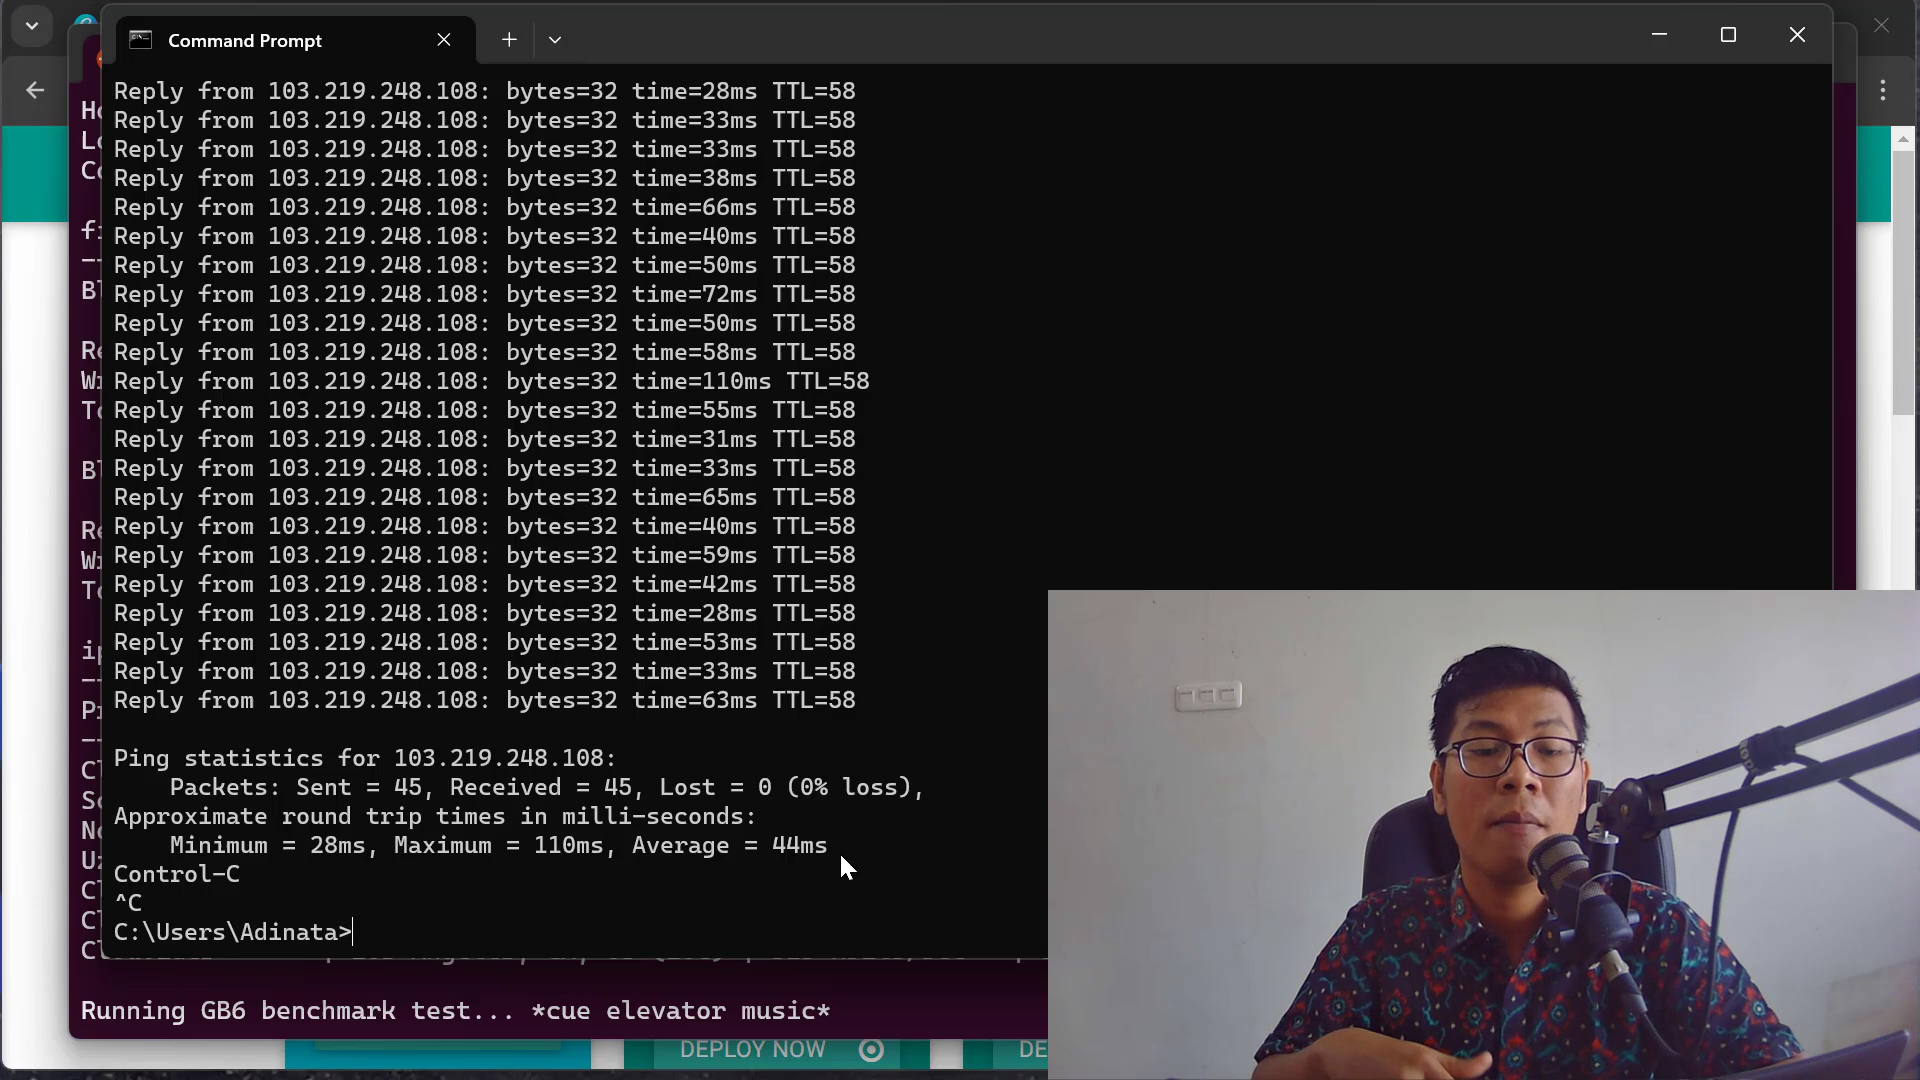 Command Prompt
Reply from 103.219.248.108: bytes=32 time=28ms TTL=58
Reply from 103.219.248.108: bytes=32 time=33ms TTL=58
Reply from 103.219.248.108: bytes=32 time=33ms TTL=58
Reply from 103.219.248.108: bytes=32 time=38ms TTL=58
Reply from 103.219.248.108: bytes=32 time=66ms TTL=58
Reply from 103.219.248.108: bytes=32 time=40ms TTL=58
Reply from 103.219.248.108: bytes=32 time=50ms TTL=58
Reply from 103.219.248.108: bytes=32 time=72ms TTL=58
Reply from 103.219.248.108: bytes=32 time=50ms TTL=58
Reply from 103.219.248.108: bytes=32 time=58ms TTL=58
Reply from 103.219.248.108: bytes=32 time=110ms TTL=58
Reply from 103.219.248.108: bytes=32 time=55ms TTL=58
Reply from 103.219.248.108: bytes=32 time=31ms TTL=58
Reply from 103.219.248.108: bytes=32 time=33ms TTL=58
Reply from 103.219.248.108: bytes=32 time=65ms TTL=58
Reply from 103.219.248.108: bytes=32 time=40ms TTL=58
Reply from 103.219.248.108: bytes=32 time=59ms TTL=58
Reply from 103.219.248.108: bytes=32 time=42ms TTL=58
Reply from 103.219.248.108: bytes=32 time=28ms TTL=58
Reply from 103.219.248.108: bytes=32 time=53ms TTL=58
Reply from 103.219.248.108: bytes=32 time=33ms TTL=58
Reply from 103.219.248.108: bytes=32 time=63ms TTL=58
Ping statistics for 103.219.248.108:
Packets: Sent = 45, Received = 45, Lost = 0 (0% loss),
Approximate round trip times in milli-seconds:
Minimum = 28ms, Maximum = 110ms, Average = 44ms
Control-C
^C
C:\Users\Adinata>
Running GB6 benchmark test... *cue elevator music*
DEPLOY NOW